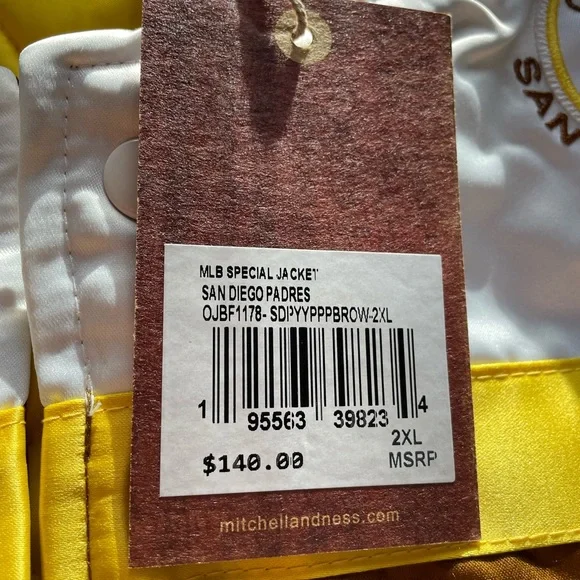 SAN
MLB SPECIAL JACKET
SAN DIEGO PADRES
OJBF1178- SDPYYPPPBROW-2XL
1 95563 39823 4
2XL
$140.00 MSRP
mitchellandness.com